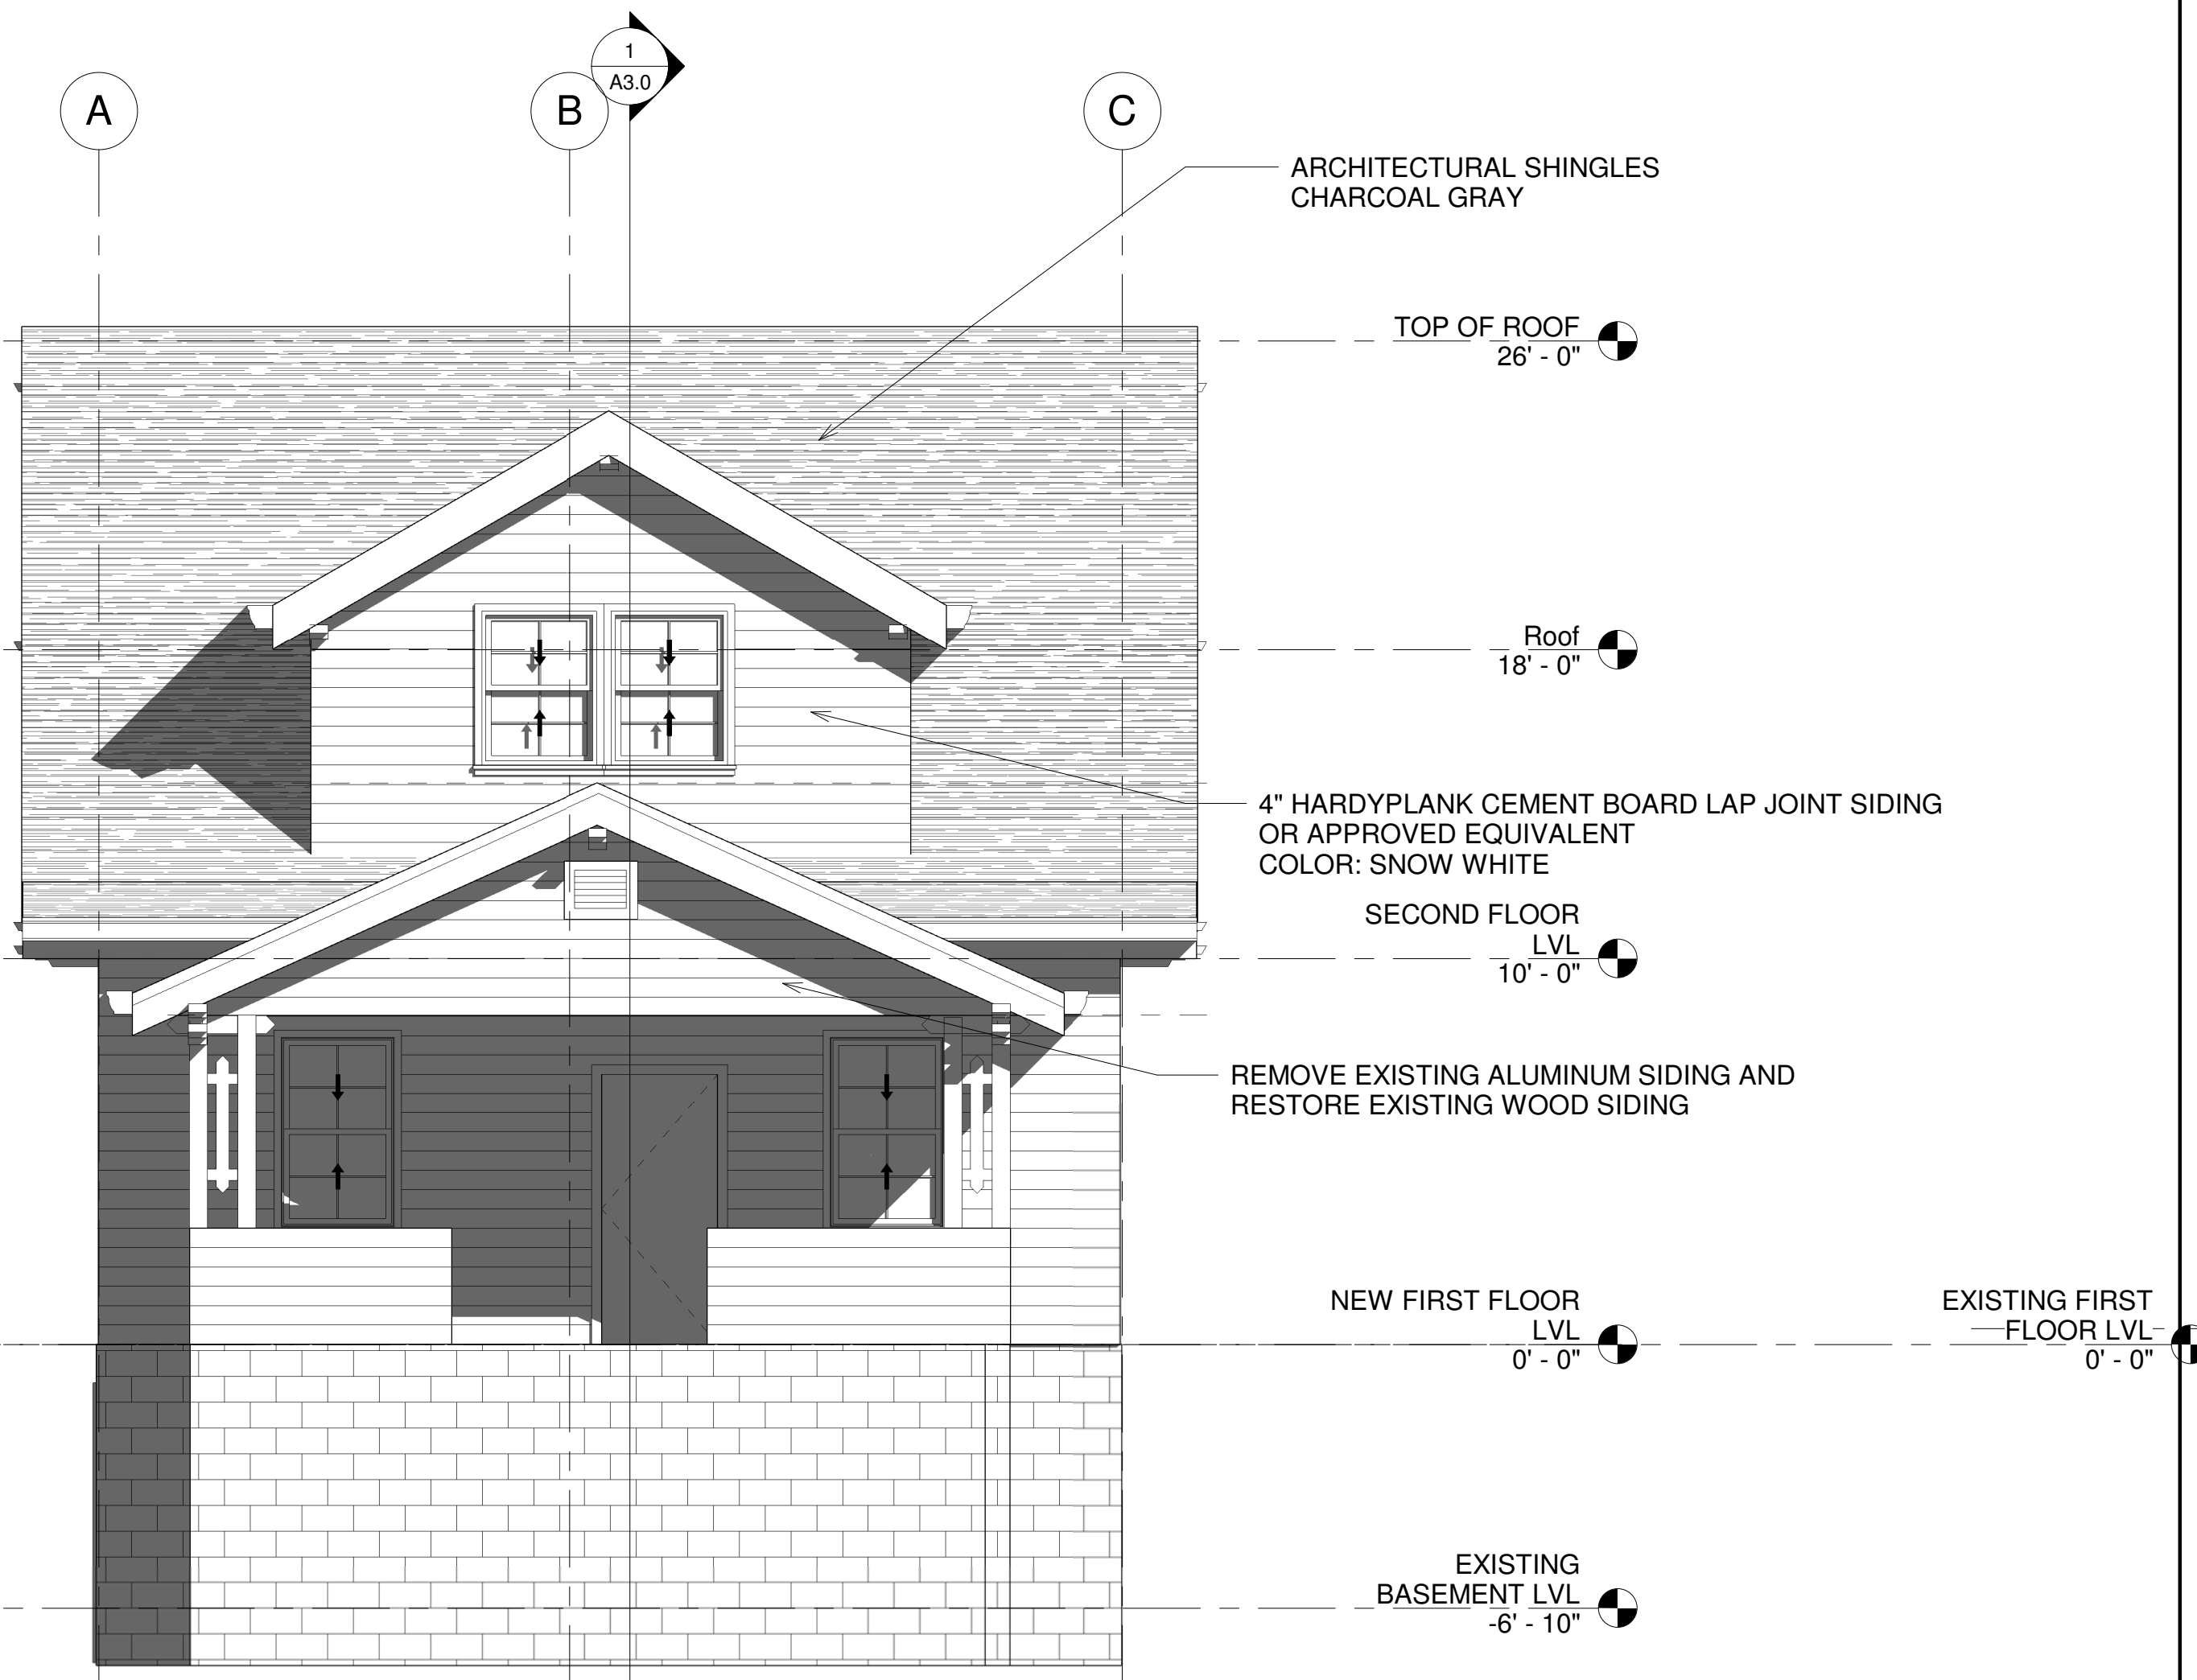 1
A3.0
A
B
C
ARCHITECTURAL SHINGLES
CHARCOAL GRAY
TOP OF ROOF
26' - 0"
Roof
18' - 0"
4" HARDYPLANK CEMENT BOARD LAP JOINT SIDING
OR APPROVED EQUIVALENT
COLOR: SNOW WHITE
SECOND FLOOR
LVL
10' - 0"
REMOVE EXISTING ALUMINUM SIDING AND
RESTORE EXISTING WOOD SIDING
NEW FIRST FLOOR
LVL
0' - 0"
EXISTING FIRST
FLOOR LVL
0' - 0"
EXISTING
BASEMENT LVL
-6' - 10"